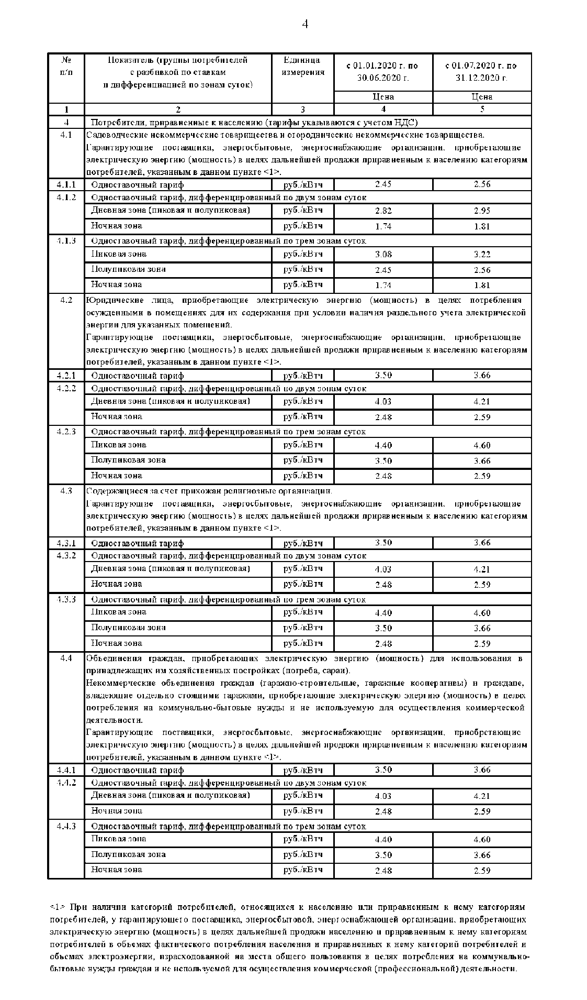 4
№ Показатель (группы потребителей Единица
с 01.01.2020 г. по с 01.07.2020 г. по
п/п с разбивкой по ставкам измерения
30.06.2020 г. 31.12.2020 г.
и дифференциацией по зонам суток)
Цена Цена
1 2 3 4 5
4 Потребители, приравненные к населению (тарифы указываются с учетом НДС)
4.1 Садоводческие некоммерческие товарищества и огороднические некоммерческие товарищества.
Гарантирующие поставщики, энергосбытовые, энергоснабжающие организации, приобретающие
электрическую энергию (мощность) в целях дальнейшей продажи приравненным к населению категориям
потребителей, указанным в данном пункте <1>.
4.1.1 Одноставочный тариф руб./кВтч 2.45 2.56
4.1.2 Одноставочный тариф, дифференцированный по двум зонам суток
Дневная зона (пиковая и полупиковая) руб./кВтч 2.82 2.95
Ночная зона руб./кВтч 1.74 1.81
4.1.3 Одноставочный тариф, дифференцированный по трем зонам суток
Пиковая зона руб./кВтч 3.08 3.22
Полупиковая зона руб./кВтч 2.45 2.56
Ночная зона руб./кВтч 1.74 1.81
4.2 Юридические лица, приобретающие электрическую энергию (мощность) в целях потребления
осужденными в помещениях для их содержания при условии наличия раздельного учета электрической
энергии для указанных помещений.
Гарантирующие поставщики, энергосбытовые, энергоснабжающие организации, приобретающие
электрическую энергию (мощность) в целях дальнейшей продажи приравненным к населению категориям
потребителей, указанным в данном пункте <1>.
4.2.1 Одноставочный тариф руб./кВтч 3.50 3.66
4.2.2 Одноставочный тариф, дифференцированный по двум зонам суток
Дневная зона (пиковая и полупиковая) руб./кВтч 4.03 4.21
Ночная зона руб./кВтч 2.48 2.59
4.2.3 Одноставочный тариф, дифференцированный по трем зонам суток
Пиковая зона руб./кВтч 4.40 4.60
Полупиковая зона руб./кВтч 3.50 3.66
Ночная зона руб./кВтч 2.48 2.59
4.3 Содержащиеся за счет прихожан религиозные организации.
Гарантирующие поставщики, энергосбытовые, энергоснабжающие организации, приобретающие
электрическую энергию (мощность) в целях дальнейшей продажи приравненным к населению категориям
потребителей, указанным в данном пункте <1>.
4.3.1 Одноставочный тариф руб./кВтч 3.50 3.66
4.3.2 Одноставочный тариф, дифференцированный по двум зонам суток
Дневная зона (пиковая и полупиковая) руб./кВтч 4.03 4.21
Ночная зона руб./кВтч 2.48 2.59
4.3.3 Одноставочный тариф, дифференцированный по трем зонам суток
Пиковая зона руб./кВтч 4.40 4.60
Полупиковая зона руб./кВтч 3.50 3.66
Ночная зона руб./кВтч 2.48 2.59
4.4 Объединения граждан, приобретающих электрическую энергию (мощность) для использования в
принадлежащих им хозяйственных постройках (погреба, сараи).
Некоммерческие объединения граждан (гаражно-строительные, гаражные кооперативы) и граждане,
владеющие отдельно стоящими гаражами, приобретающие электрическую энергию (мощность) в целях
потребления на коммунально-бытовые нужды и не используемую для осуществления коммерческой
деятельности.
Гарантирующие поставщики, энергосбытовые, энергоснабжающие организации, приобретающие
электрическую энергию (мощность) в целях дальнейшей продажи приравненным к населению категориям
потребителей, указанным в данном пункте <1>.
4.4.1 Одноставочный тариф руб./кВтч 3.50 3.66
4.4.2 Одноставочный тариф, дифференцированный по двум зонам суток
Дневная зона (пиковая и полупиковая) руб./кВтч 4.03 4.21
Ночная зона руб./кВтч 2.48 2.59
4.4.3 Одноставочный тариф, дифференцированный по трем зонам суток
Пиковая зона руб./кВтч 4.40 4.60
Полупиковая зона руб./кВтч 3.50 3.66
Ночная зона руб./кВтч 2.48 2.59
<1> При наличии категорий потребителей, относящихся к населению или приравненным к нему категориям
потребителей, у гарантирующего поставщика, энергосбытовой, энергоснабжающей организации, приобретающих
электрическую энергию (мощность) в целях дальнейшей продажи населению и приравненным к нему категориям
потребителей в объемах фактического потребления населения и приравненных к нему категорий потребителей и
объемах электроэнергии, израсходованной на места общего пользования в целях потребления на коммунально-
бытовые нужды граждан и не используемой для осуществления коммерческой (профессиональной) деятельности.